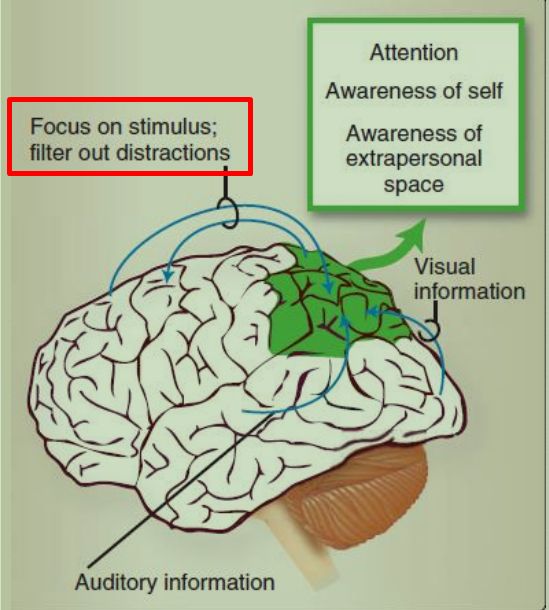 Attention
Awareness of self
Awareness of
extrapersonal
space
Focus on stimulus;
filter out distractions
Visual
information
Auditory information